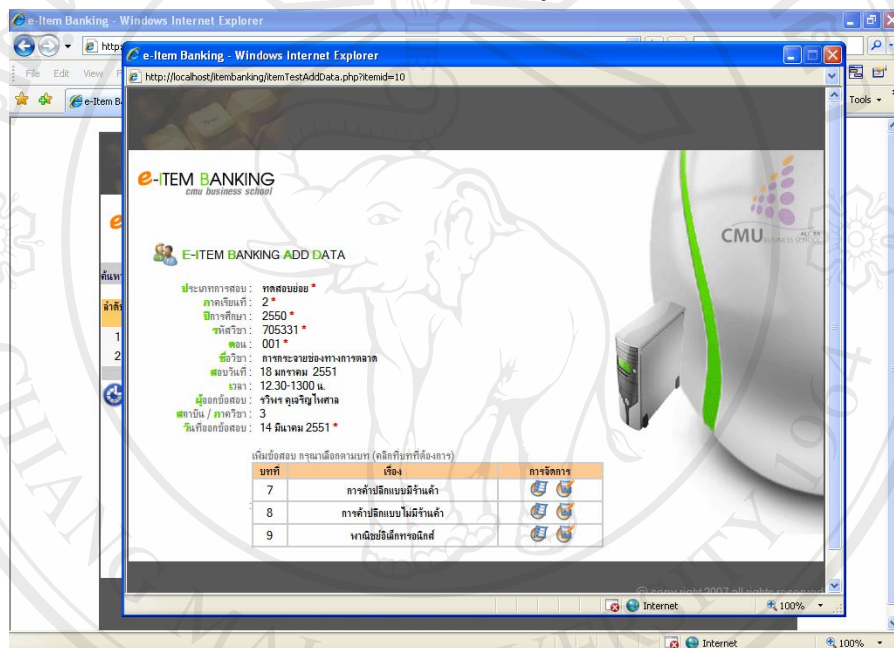 e-Item Banking - Windows Internet Explorer
http:
File Edit View F
e-Item B
Tools
e-Item Banking - Windows Internet Explorer
http://localhost/itembanking/itemTestAddData.php?itemid=10
e-ITEM BANKING
cmu business school
CMU
E-ITEM BANKING ADD DATA
ประเภทการสอบ : ทดสอบย่อย *
ภาคเรียนที่ : 2 *
ปีการศึกษา : 2550 *
รหัสวิชา : 705331 *
ตอน : 001 *
ชื่อวิชา : การกระจายช่องทางการตลาด
สอบวันที่ : 18 มกราคม 2551
เวลา : 12.30-1300 น.
ผู้ออกข้อสอบ : รวิพร คูเจริญไพศาล
สถาบัน / ภาควิชา : 3
วันที่ออกข้อสอบ : 14 มีนาคม 2551 *
เพิ่มข้อสอบ กรุณาเลือกตามบท (คลิกที่บทที่ต้องการ)
บทที่ เรื่อง การจัดการ
7 การค้าปลีกแบบมีร้านค้า
8 การค้าปลีกแบบไม่มีร้านค้า
9 พาณิชย์อิเล็กทรอนิกส์
ค้นหา
ลำดับ
1
2
© copy right 2007 all rights reserved
Internet 100%
Internet 100%